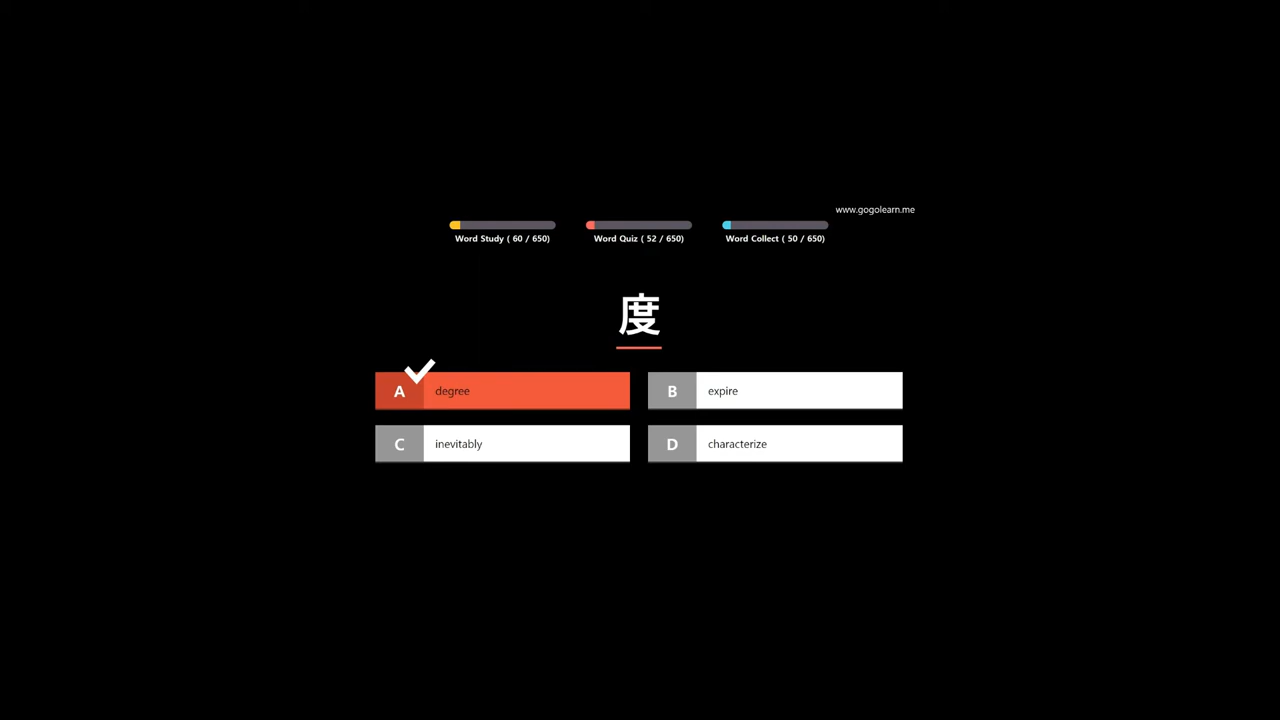 www.gogolearn.me
Word Study ( 60 / 650)
Word Quiz ( 52 / 650)
Word Collect ( 50 / 650)
度
A degree
B expire
C inevitably
D characterize